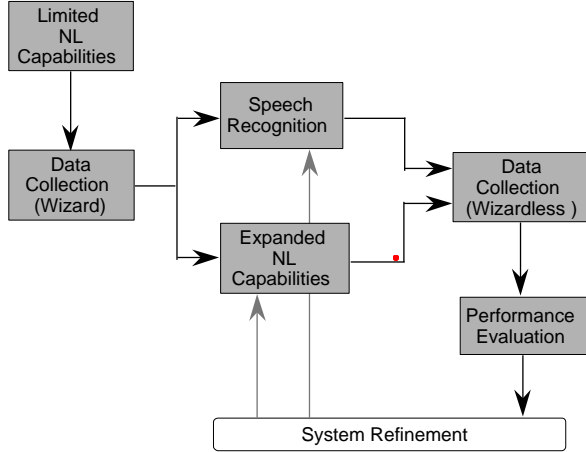 Limited
NL
Capabilities
Speech
Recognition
Data
Collection
(Wizard)
Data
Collection
(Wizardless )
Expanded
NL
Capabilities
Performance
Evaluation
System Refinement